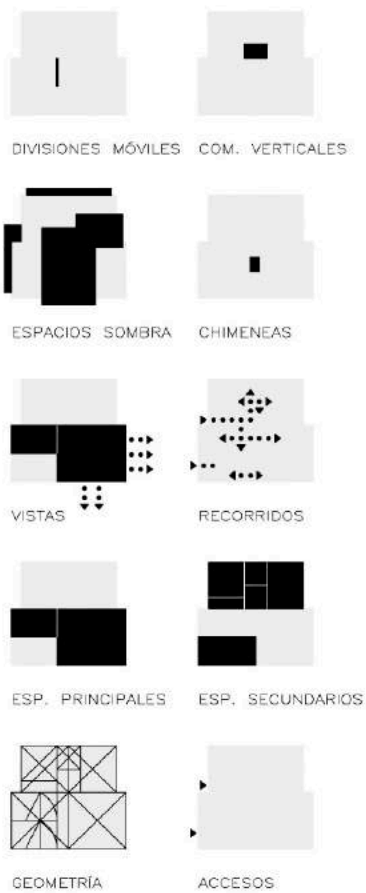 DIVISIONES MÓVILES COM. VERTICALES
ESPACIOS SOMBRA CHIMENEAS
VISTAS RECORRIDOS
ESP. PRINCIPALES ESP. SECUNDARIOS
GEOMETRÍA ACCESOS